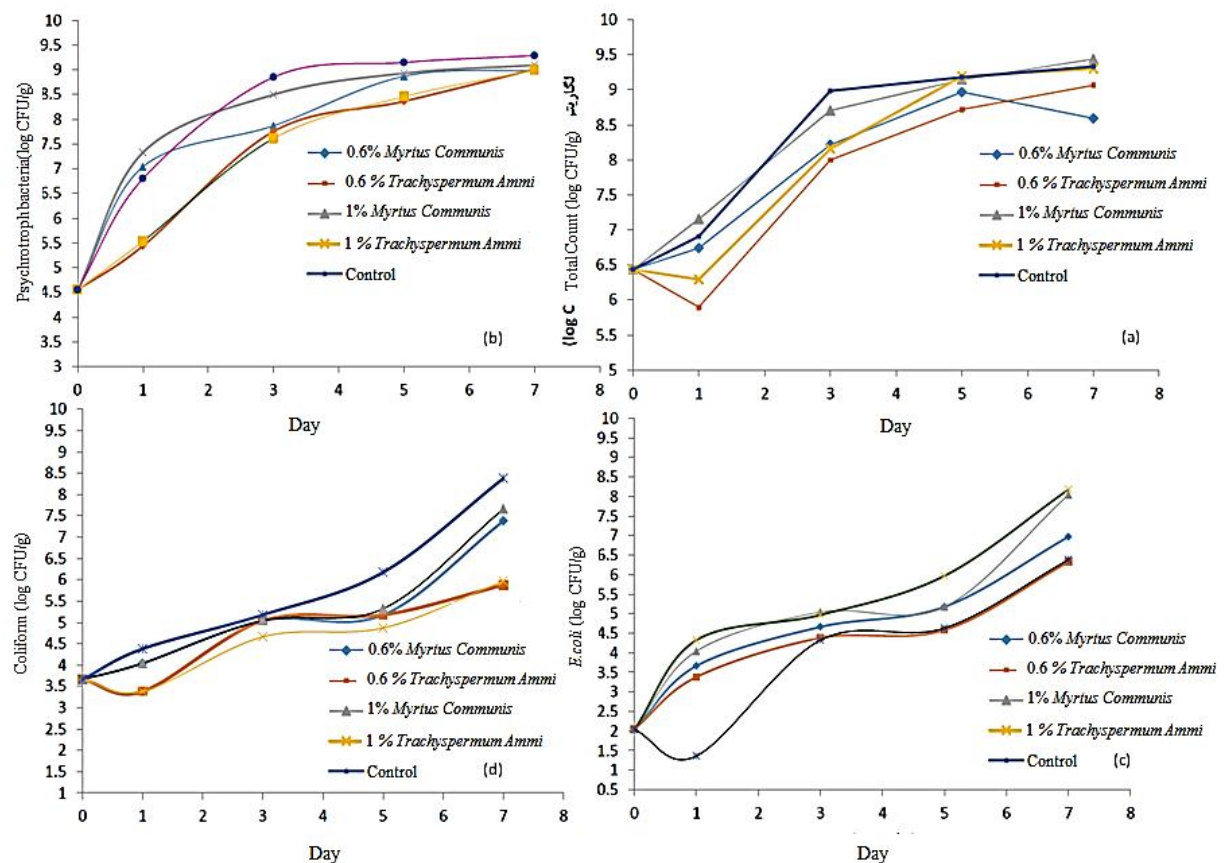 Psychrotrophbacteria(log CFU/g)
10
9.5
9
8.5
8
7.5
7
6.5
6
5.5
5
4.5
4
3.5
3
0.6% Myrius Communis
0.6 % Trachyspermum Ammi
1% Myrius Communis
1 % Trachyspermum Ammi
Control
(b)
0 1 2 3 4 5 6 7 8
Day
لگاریتم
Total Count (log CFU/g)
(log C
10
9.5
9
8.5
8
7.5
7
6.5
6
5.5
5
0.6% Myrius Communis
0.6 % Trachyspermum Ammi
1% Myrius Communis
1 % Trachyspermum Ammi
Control
(a)
0 1 2 3 4 5 6 7 8
Day
Coliform (log CFU/g)
10
9.5
9
8.5
8
7.5
7
6.5
6
5.5
5
4.5
4
3.5
3
2.5
2
1.5
1
0.6% Myrius Communis
0.6 % Trachyspermum Ammi
1% Myrius Communis
1 % Trachyspermum Ammi
Control
(d)
0 1 2 3 4 5 6 7 8
Day
E.coli (log CFU/g)
10
9.5
9
8.5
8
7.5
7
6.5
6
5.5
5
4.5
4
3.5
3
2.5
2
1.5
1
0.5
0.6% Myrius Communis
0.6 % Trachyspermum Ammi
1% Myrius Communis
1 % Trachyspermum Ammi
Control
(c)
0 1 2 3 4 5 6 7 8
Day